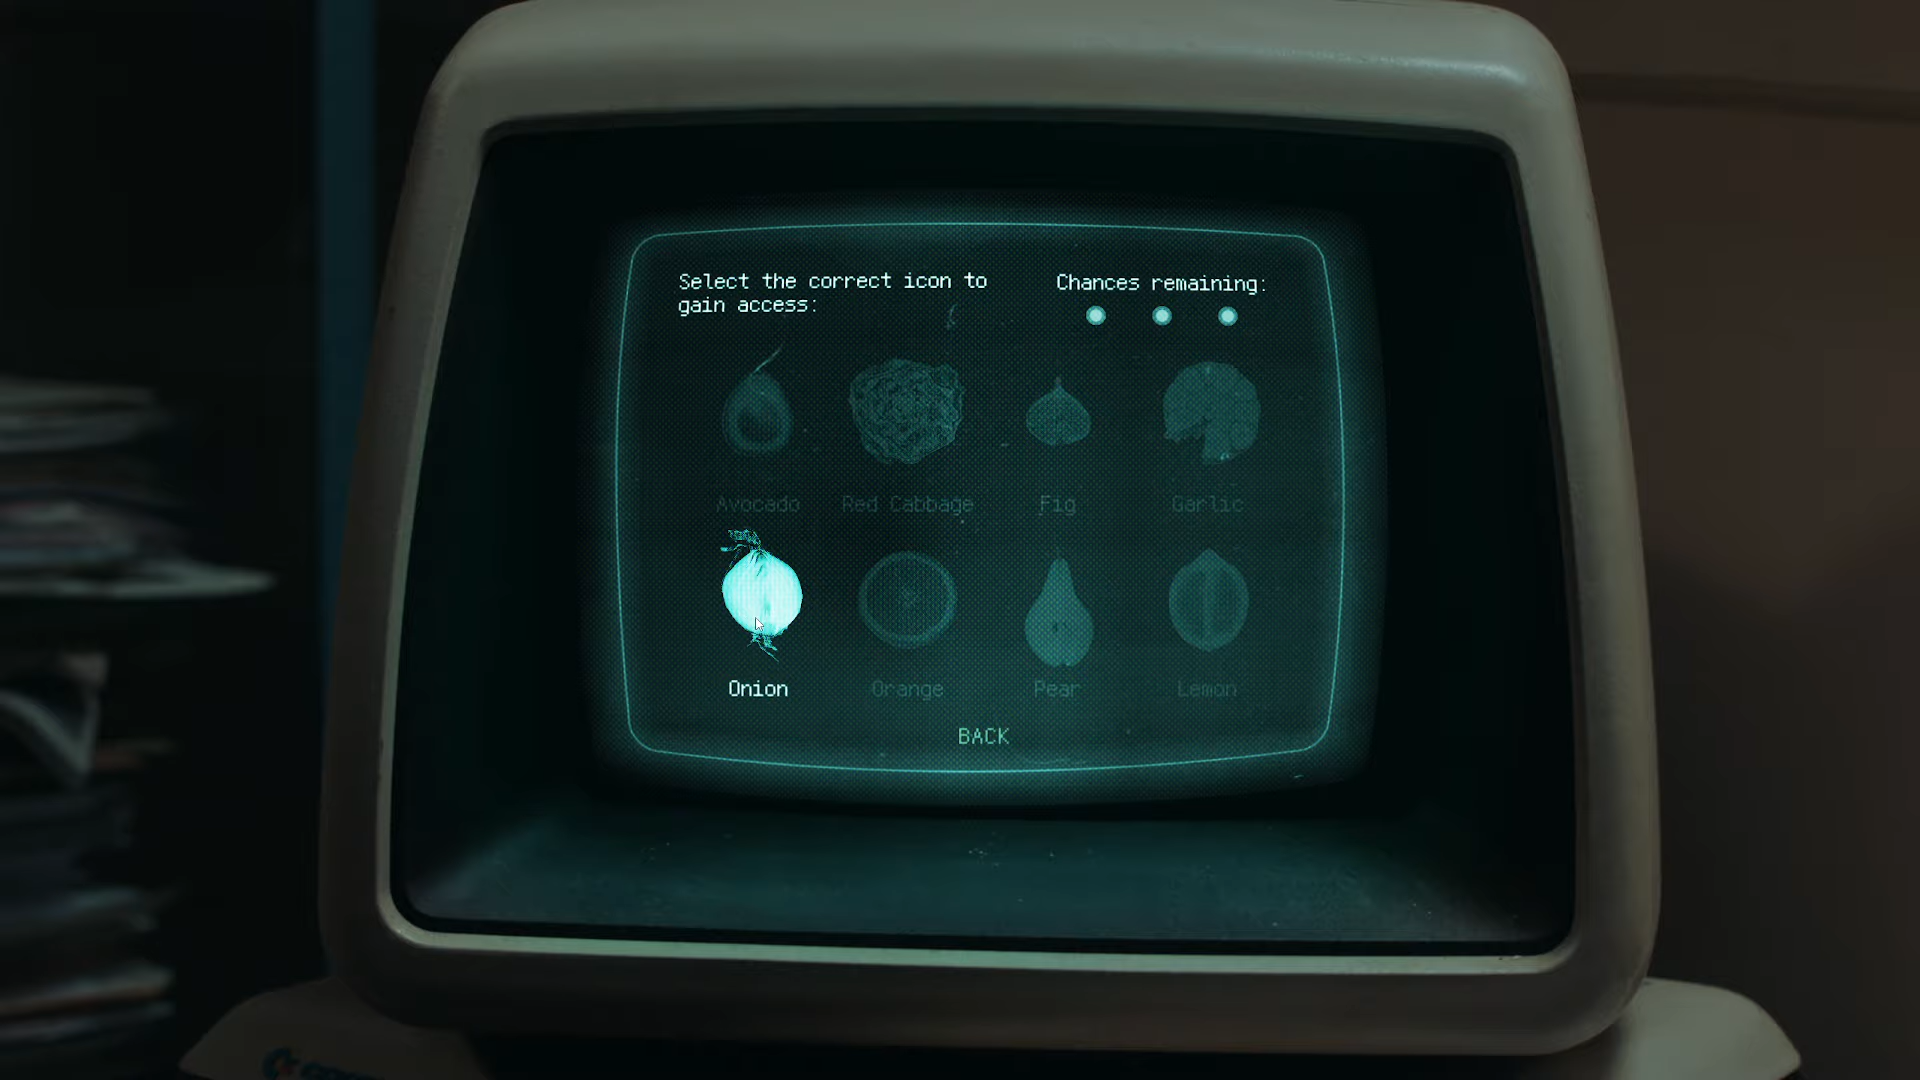 Select the correct icon to
gain access:
Chances remaining:
Avocado Red Cabbage Fig Garlic
Onion Orange Pear Lemon
BACK